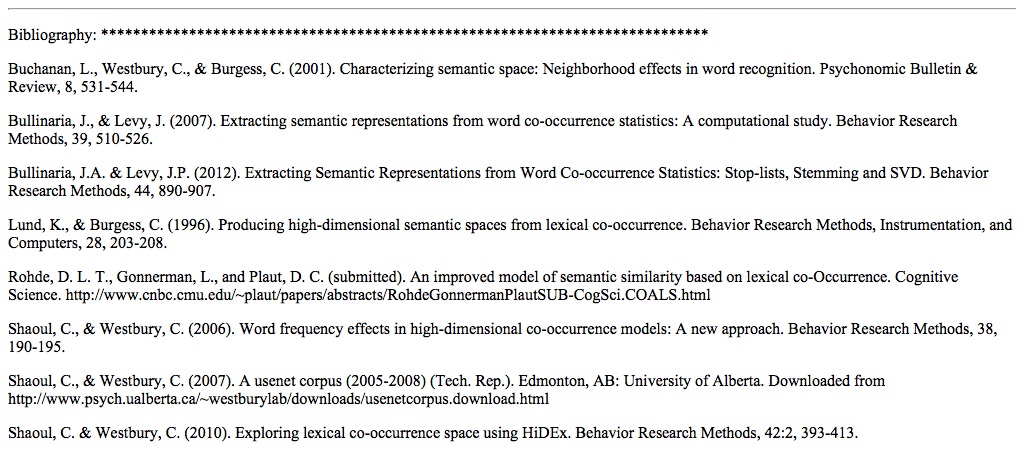 Bibliography: ****************************************************************************
Buchanan, L., Westbury, C., & Burgess, C. (2001). Characterizing semantic space: Neighborhood effects in word recognition. Psychonomic Bulletin &
Review, 8, 531-544.
Bullinaria, J., & Levy, J. (2007). Extracting semantic representations from word co-occurrence statistics: A computational study. Behavior Research
Methods, 39, 510-526.
Bullinaria, J.A. & Levy, J.P. (2012). Extracting Semantic Representations from Word Co-occurrence Statistics: Stop-lists, Stemming and SVD. Behavior
Research Methods, 44, 890-907.
Lund, K., & Burgess, C. (1996). Producing high-dimensional semantic spaces from lexical co-occurrence. Behavior Research Methods, Instrumentation, and
Computers, 28, 203-208.
Rohde, D. L. T., Gonnerman, L., and Plaut, D. C. (submitted). An improved model of semantic similarity based on lexical co-Occurrence. Cognitive
Science. http://www.cnbc.cmu.edu/~plaut/papers/abstracts/RohdeGonnermanPlautSUB-CogSci.COALS.html
Shaoul, C., & Westbury, C. (2006). Word frequency effects in high-dimensional co-occurrence models: A new approach. Behavior Research Methods, 38,
190-195.
Shaoul, C., & Westbury, C. (2007). A usenet corpus (2005-2008) (Tech. Rep.). Edmonton, AB: University of Alberta. Downloaded from
http://www.psych.ualberta.ca/~westburylab/downloads/usenetcorpus.download.html
Shaoul, C. & Westbury, C. (2010). Exploring lexical co-occurrence space using HiDEx. Behavior Research Methods, 42:2, 393-413.